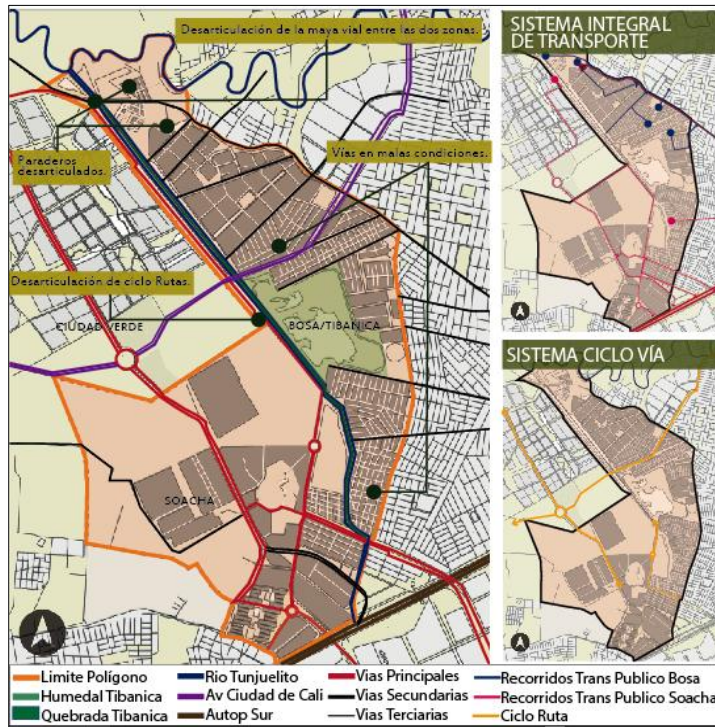 Desarticulación de la maya vial entre las dos zonas.
Paraderos
desarticulados.
Vías en malas condiciones.
Desarticulación de ciclo Rutas.
CIUDAD VERDE
BOSA/TIBANICA
SOACHA
SISTEMA INTEGRAL
DE TRANSPORTE
SISTEMA CICLO VÍA
Limite Polígono
Humedal Tibanica
Quebrada Tibanica
Rio Tunjuelito
Av Ciudad de Cali
Autop Sur
Vias Principales
Vias Secundarias
Vias Terciarias
Recorridos Trans Publico Bosa
Recorridos Trans Publico Soacha
Ciclo Ruta